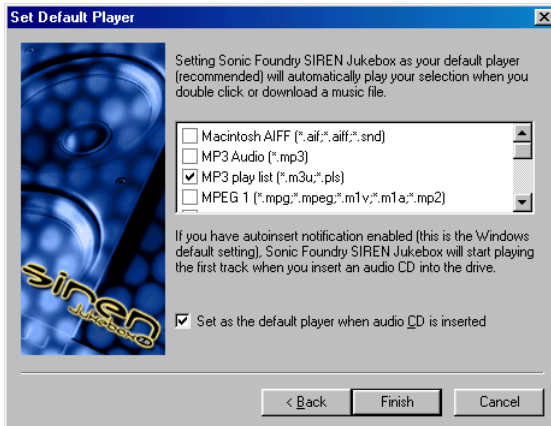 Set Default Player
Setting Sonic Foundry SIREN Jukebox as your default player
(recommended) will automatically play your selection when you
double click or download a music file.
Macintosh AIFF (*.aif;*.aiff;*.snd)
MP3 Audio (*.mp3)
MP3 play list (*.m3u;*.pls)
MPEG 1 (*.mpg;*.mpeg;*.m1v;*.m1a;*.mp2)
If you have autoinsert notification enabled (this is the Windows
default setting), Sonic Foundry SIREN Jukebox will start playing
the first track when you insert an audio CD into the drive.
siren
Jukebox CD
Set as the default player when audio CD is inserted
< Back
Finish
Cancel